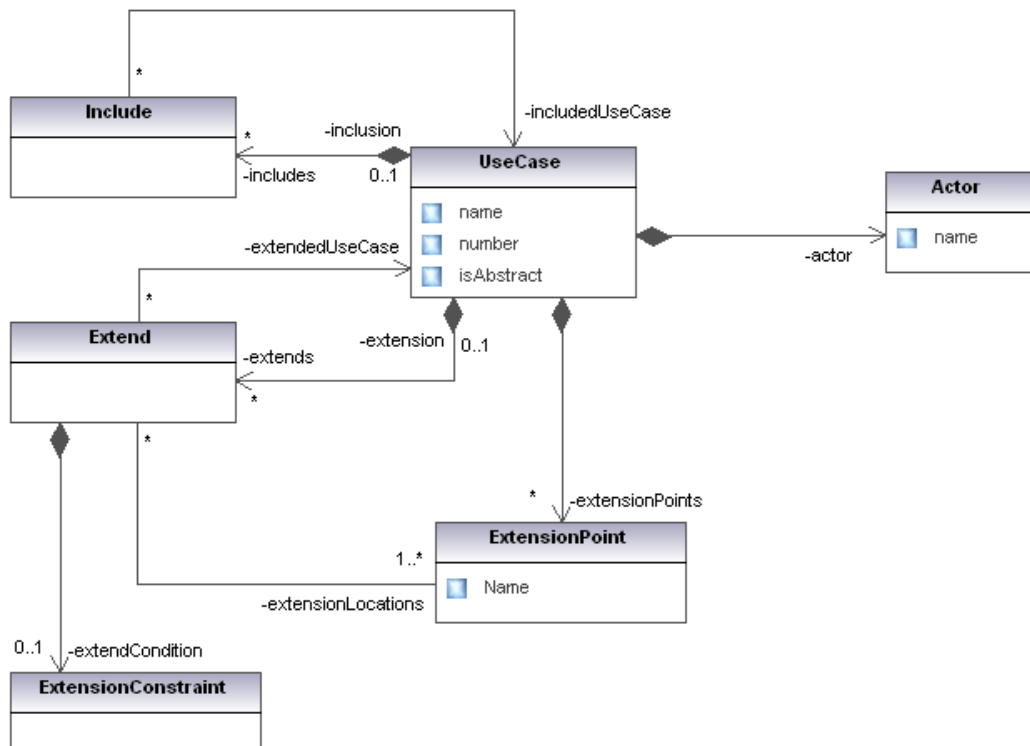 *
Include
-includedUseCase
*
-inclusion
-includes
0..1
UseCase
name
number
isAbstract
Actor
name
-actor
-extendedUseCase
*
Extend
-extension
0..1
-extends
*
*
*
-extensionPoints
ExtensionPoint
Name
1..*
-extensionLocations
0..1
-extendCondition
ExtensionConstraint